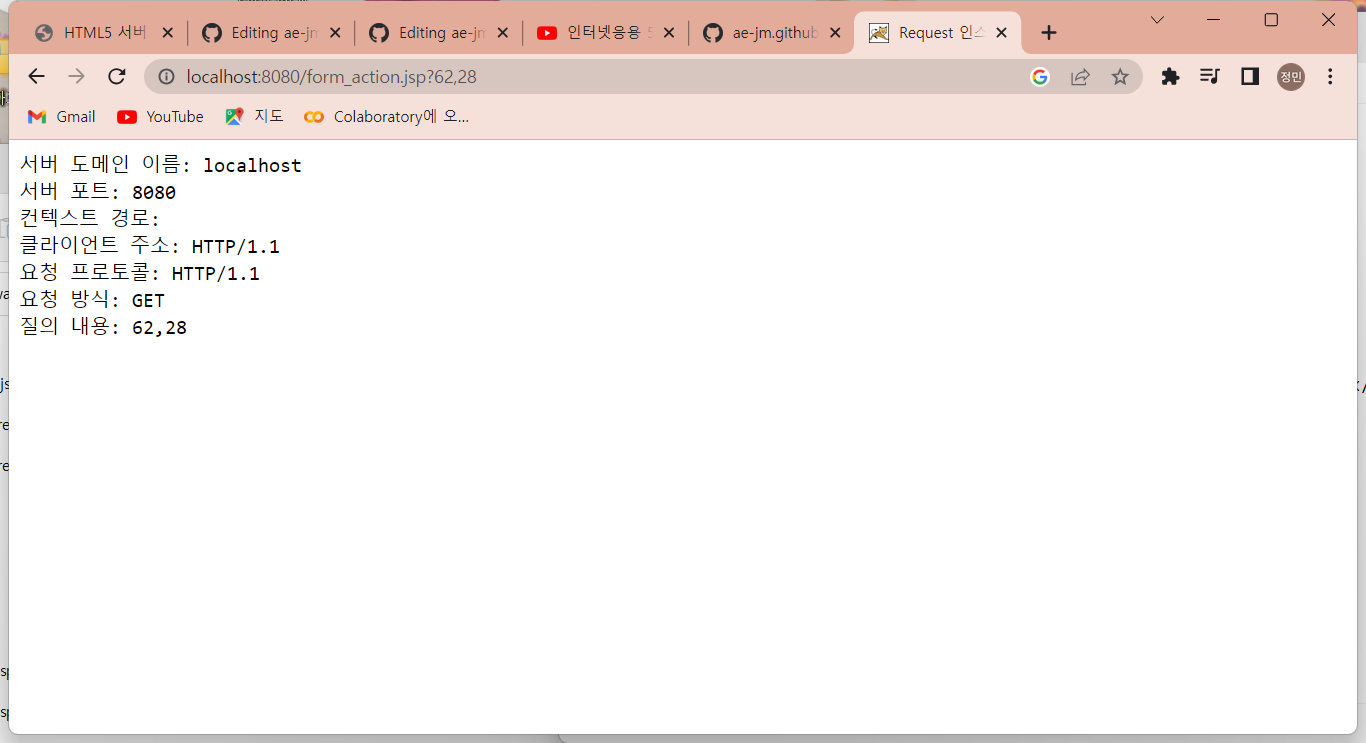 HTML5 서버
Editing ae-jm
Editing ae-jm
인터넷응용 5
ae-jm.github
Request 인스
localhost:8080/form_action.jsp?62,28
정민
Gmail
YouTube
지도
Colaboratory에 오...
서버 도메인 이름: localhost
서버 포트: 8080
컨텍스트 경로:
클라이언트 주소: HTTP/1.1
요청 프로토콜: HTTP/1.1
요청 방식: GET
질의 내용: 62,28